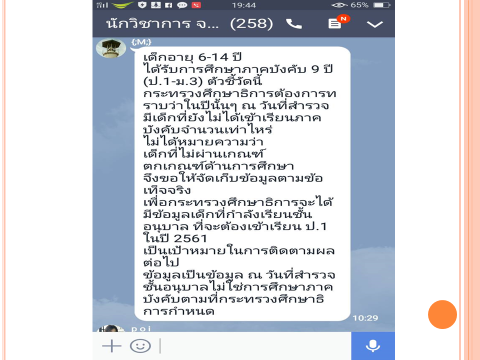 19:44
65%
นักวิชาการ จ... (258)
N
(;M;)
เด็กอายุ 6-14 ปี
ได้รับการศึกษาภาคบังคับ 9 ปี
(ป.1-ม.3) ตัวชี้วัดนี้
กระทรวงศึกษาธิการต้องการท
ราบว่าในปีนั้นๆ ณ วันที่สำรวจ
มีเด็กที่ยังไม่ได้เข้าเรียนภาค
บังคับจำนวนเท่าไหร่
ไม่ได้หมายความว่า
เด็กที่ไม่ผ่านเกณฑ์
ตกเกณฑ์ด้านการศึกษา
จึงขอให้จัดเก็บข้อมูลตามข้อ
เท็จจริง
เพื่อกระทรวงศึกษาธิการจะได้
มีข้อมูลเด็กที่กำลังเรียนชั้น
อนุบาล ที่จะต้องเข้าเรียน ป.1
ในปี 2561
เป็นเป้าหมายในการติดตามผล
ต่อไป
ข้อมูลเป็นข้อมูล ณ วันที่สำรวจ
ชั้นอนุบาลไม่ใช่การศึกษาภาค
บังคับตามที่กระทรวงศึกษาธิ
การกำหนด
10:29